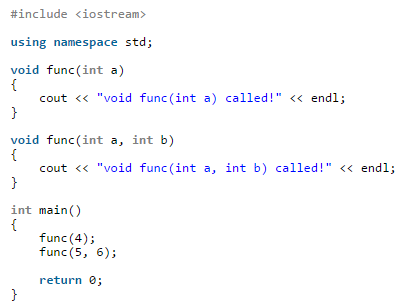 #include <iostream>
using namespace std;
void func(int a)
{
    cout << "void func(int a) called!" << endl;
}
void func(int a, int b)
{
    cout << "void func(int a, int b) called!" << endl;
}
int main()
{
    func(4);
    func(5, 6);
    return 0;
}